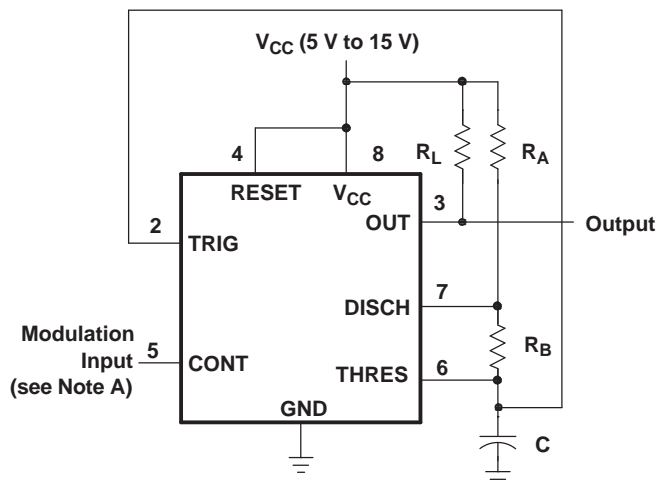 V_CC (5 V to 15 V)
4
8
R_L
R_A
RESET
V_CC
3
2
OUT
Output
TRIG
7
DISCH
Modulation
Input
(see Note A)
5
CONT
R_B
6
THRES
GND
C